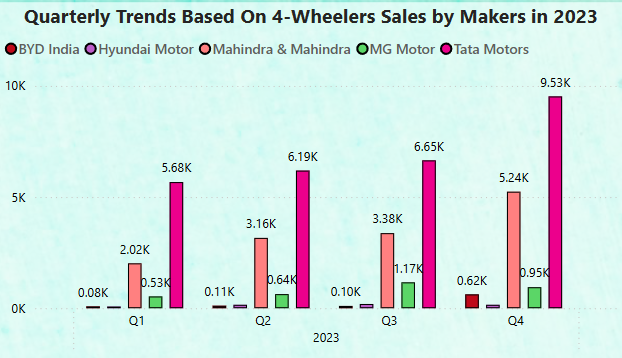 Quarterly Trends Based On 4-Wheelers Sales by Makers in 2023
BYD India Hyundai Motor Mahindra & Mahindra MG Motor Tata Motors
10K
5K
0K
0.08K 2.02K 0.53K 5.68K
0.11K 3.16K 0.64K 6.19K
0.10K 3.38K 1.17K 6.65K
0.62K 5.24K 0.95K 9.53K
Q1 Q2 Q3 Q4
2023